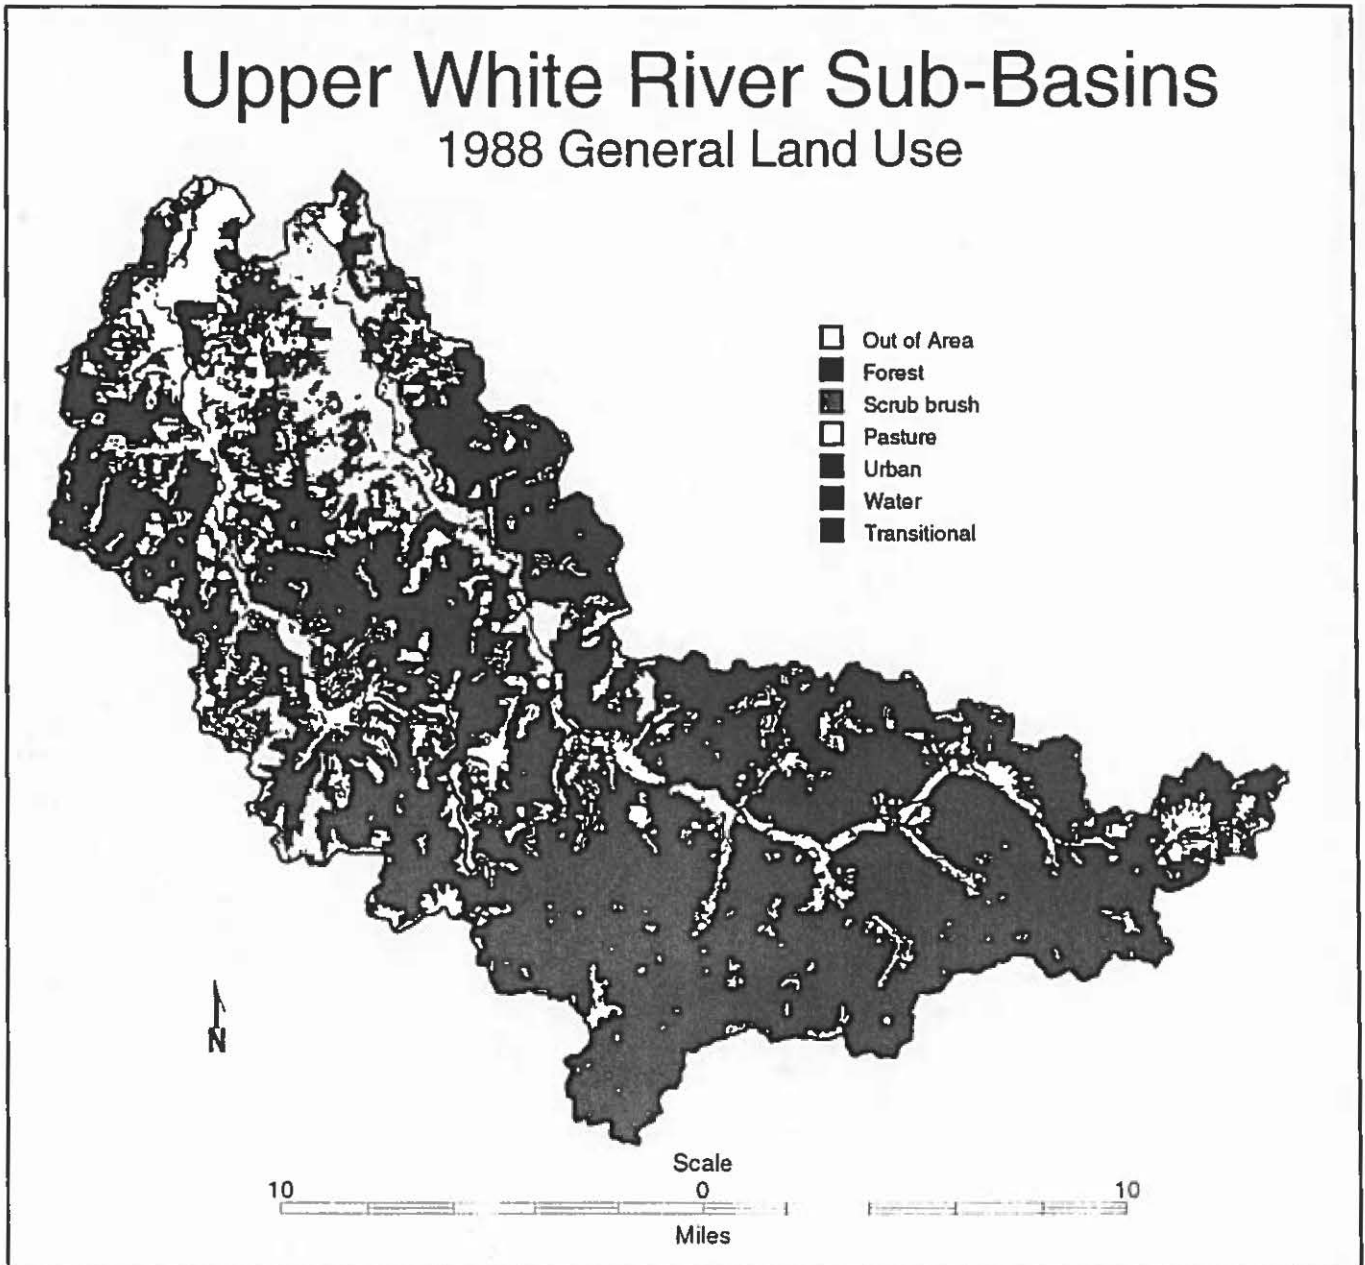 Upper White River Sub-Basins
1988 General Land Use
Out of Area
Forest
Scrub brush
Pasture
Urban
Water
Transitional
N
Scale
10 0 10
Miles